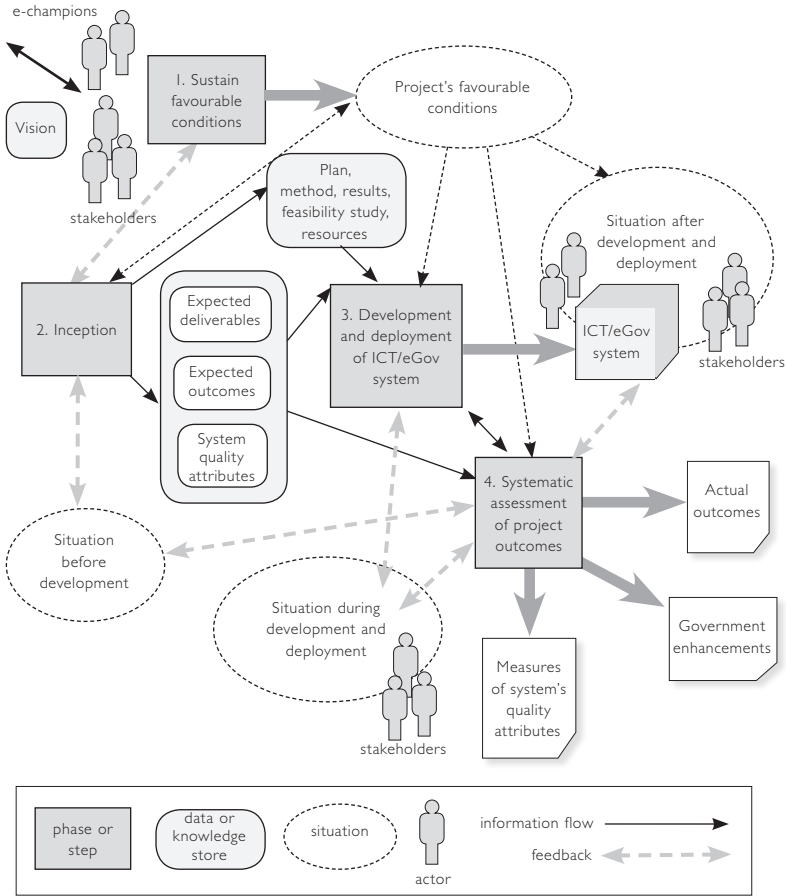 e-champions
Vision
stakeholders
1. Sustain
favourable
conditions
Project's favourable
conditions
Plan,
method, results,
feasibility study,
resources
Situation after
development and
deployment
2. Inception
Expected
deliverables
Expected
outcomes
System
quality
attributes
3. Development
and deployment
of ICT/eGov
system
ICT/eGov
system
stakeholders
4. Systematic
assessment
of project
outcomes
Actual
outcomes
Situation
before
development
Situation during
development and
deployment
stakeholders
Government
enhancements
Measures
of system's
quality
attributes
phase or
step
data or
knowledge
store
situation
actor
information flow
feedback